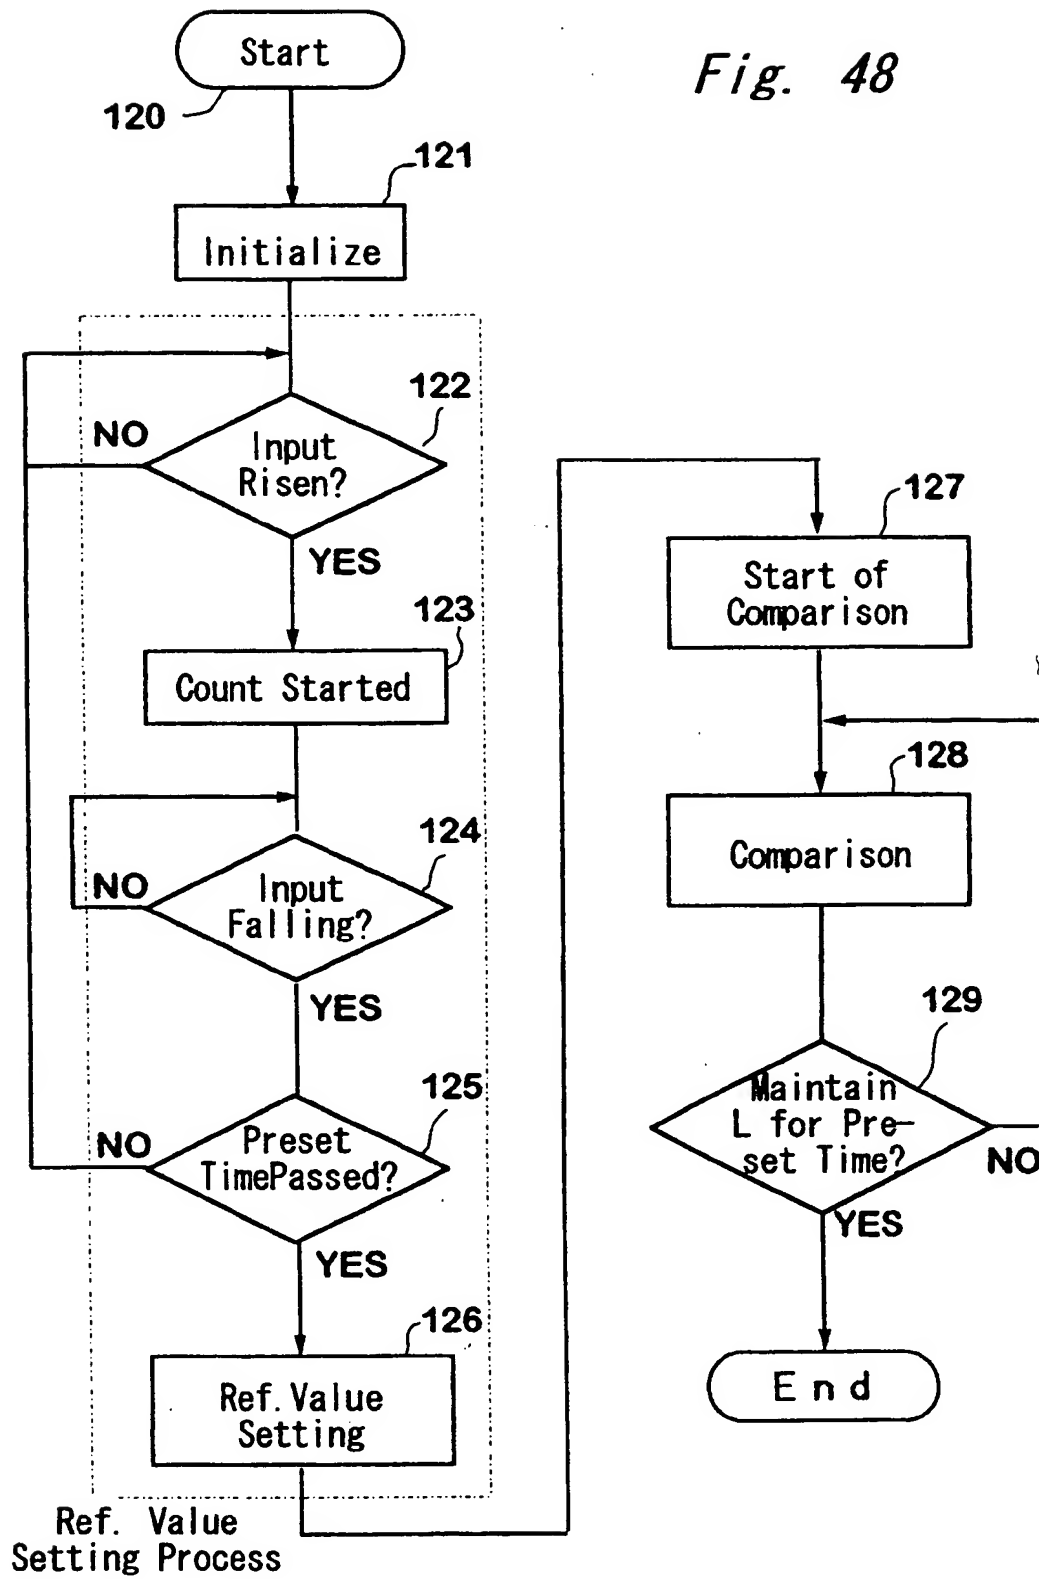 Start
Fig. 48
120
121
Initialize
122
NO
Input
Risen?
YES
123
Count Started
124
NO
Input
Falling?
YES
125
NO
Preset
TimePassed?
YES
126
Ref. Value
Setting
Ref. Value
Setting Process
127
Start of
Comparison
128
Comparison
129
Maintain
L for Pre-
set Time?
NO
YES
End